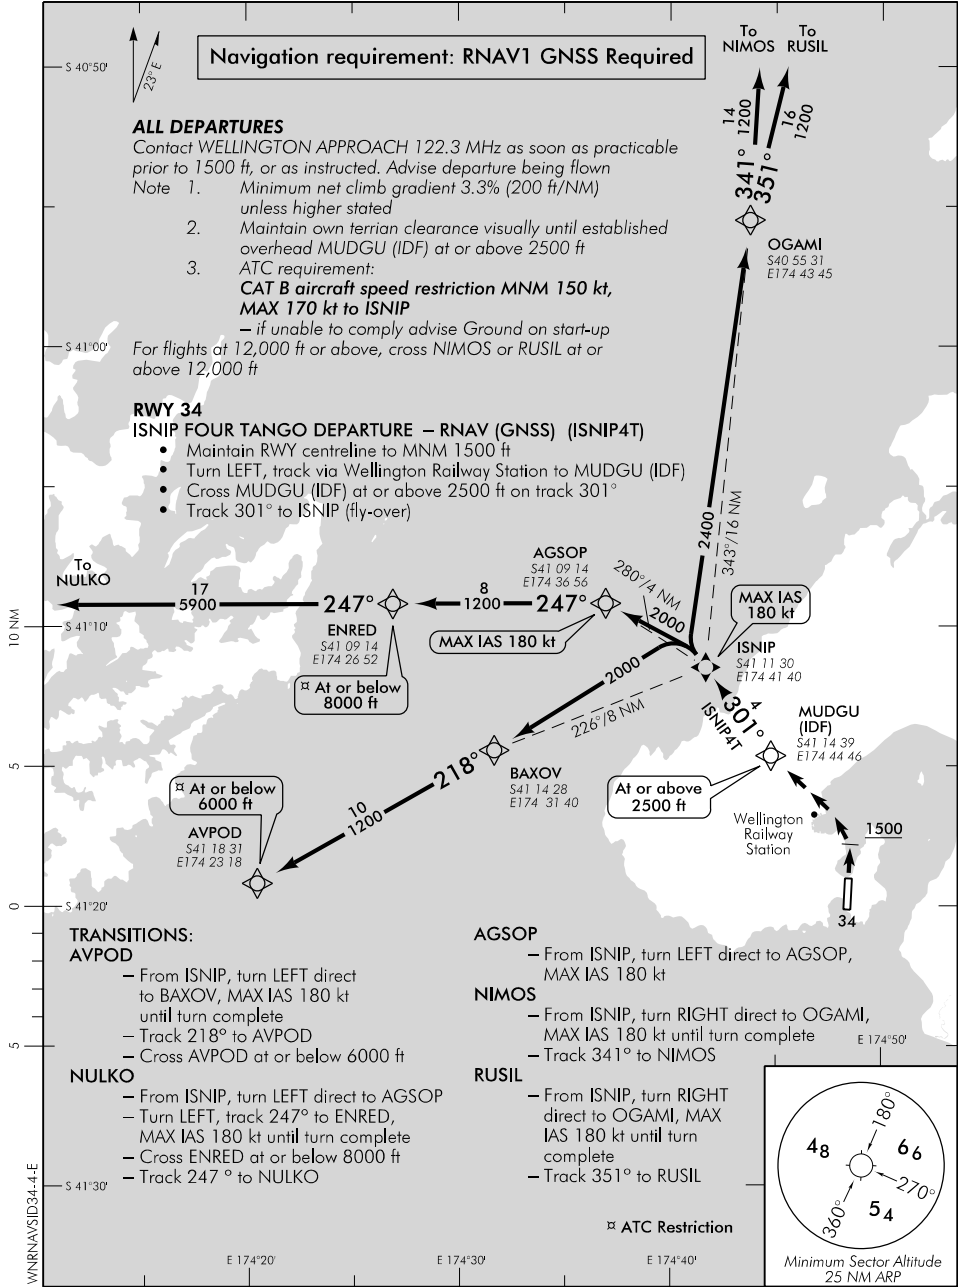 Navigation requirement: RNAV1 GNSS Required
23° E
S 40°50'
To
NIMOS
To
RUSIL
14
1200
16
1200
341°
351°
OGAMI
S40 55 31
E174 43 45
ALL DEPARTURES
Contact WELLINGTON APPROACH 122.3 MHz as soon as practicable
prior to 1500 ft, or as instructed. Advise departure being flown
Note 1. Minimum net climb gradient 3.3% (200 ft/NM)
unless higher stated
2. Maintain own terrian clearance visually until established
overhead MUDGU (IDF) at or above 2500 ft
3. ATC requirement:
CAT B aircraft speed restriction MNM 150 kt,
MAX 170 kt to ISNIP
– if unable to comply advise Ground on start-up
For flights at 12,000 ft or above, cross NIMOS or RUSIL at or
above 12,000 ft
S 41°00'
RWY 34
ISNIP FOUR TANGO DEPARTURE – RNAV (GNSS) (ISNIP4T)
• Maintain RWY centreline to MNM 1500 ft
• Turn LEFT, track via Wellington Railway Station to MUDGU (IDF)
• Cross MUDGU (IDF) at or above 2500 ft on track 301°
• Track 301° to ISNIP (fly-over)
2400
343°/16 NM
To
NULKO
17
5900
247°
ENRED
S41 09 14
E174 26 52
¤ At or below
8000 ft
8
1200
247°
AGSOP
S41 09 14
E174 36 56
MAX IAS 180 kt
280°/4 NM
2000
MAX IAS
180 kt
ISNIP
S41 11 30
E174 41 40
10 NM
S 41°10'
2000
226°/8 NM
4
301°
ISNIP4T
MUDGU
(IDF)
S41 14 39
E174 44 46
At or above
2500 ft
Wellington
Railway
Station
1500
34
218°
BAXOV
S41 14 28
E174 31 40
10
1200
¤ At or below
6000 ft
AVPOD
S41 18 31
E174 23 18
5
0
S 41°20'
TRANSITIONS:
AVPOD
– From ISNIP, turn LEFT direct
to BAXOV, MAX IAS 180 kt
until turn complete
– Track 218° to AVPOD
– Cross AVPOD at or below 6000 ft
NULKO
– From ISNIP, turn LEFT direct to AGSOP
– Turn LEFT, track 247° to ENRED,
MAX IAS 180 kt until turn complete
– Cross ENRED at or below 8000 ft
– Track 247 ° to NULKO
AGSOP
– From ISNIP, turn LEFT direct to AGSOP,
MAX IAS 180 kt
NIMOS
– From ISNIP, turn RIGHT direct to OGAMI,
MAX IAS 180 kt until turn complete
– Track 341° to NIMOS
RUSIL
– From ISNIP, turn RIGHT
direct to OGAMI, MAX
IAS 180 kt until turn
complete
– Track 351° to RUSIL
5
S 41°30'
E 174°50'
180°
48
66
270°
54
360°
Minimum Sector Altitude
25 NM ARP
¤ ATC Restriction
E 174°20'
E 174°30'
E 174°40'
WNRNAVSID34-4-E